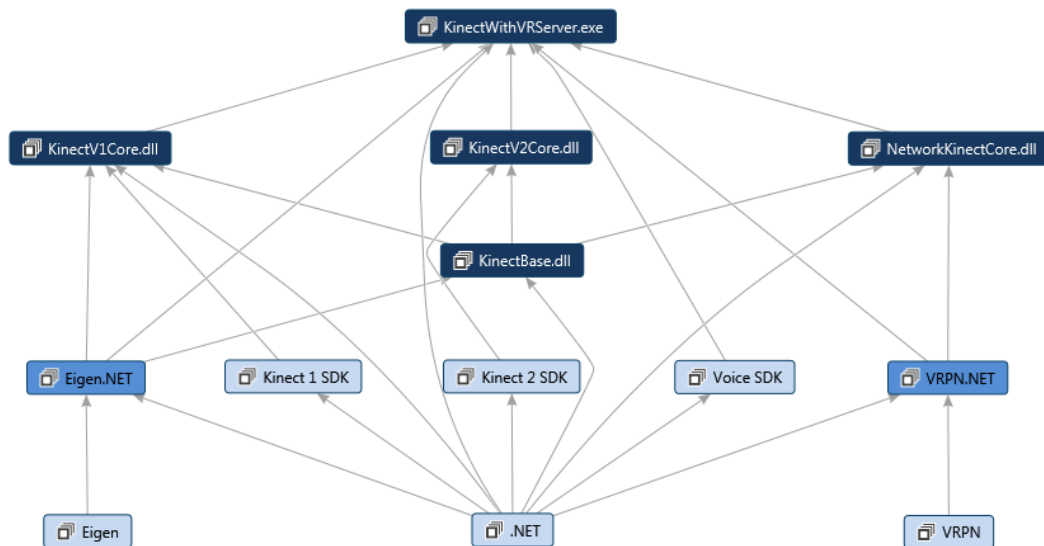 KinectWithVRServer.exe
KinectV1Core.dll
KinectV2Core.dll
NetworkKinectCore.dll
KinectBase.dll
Eigen.NET
Kinect 1 SDK
Kinect 2 SDK
Voice SDK
VRPN.NET
Eigen
.NET
VRPN